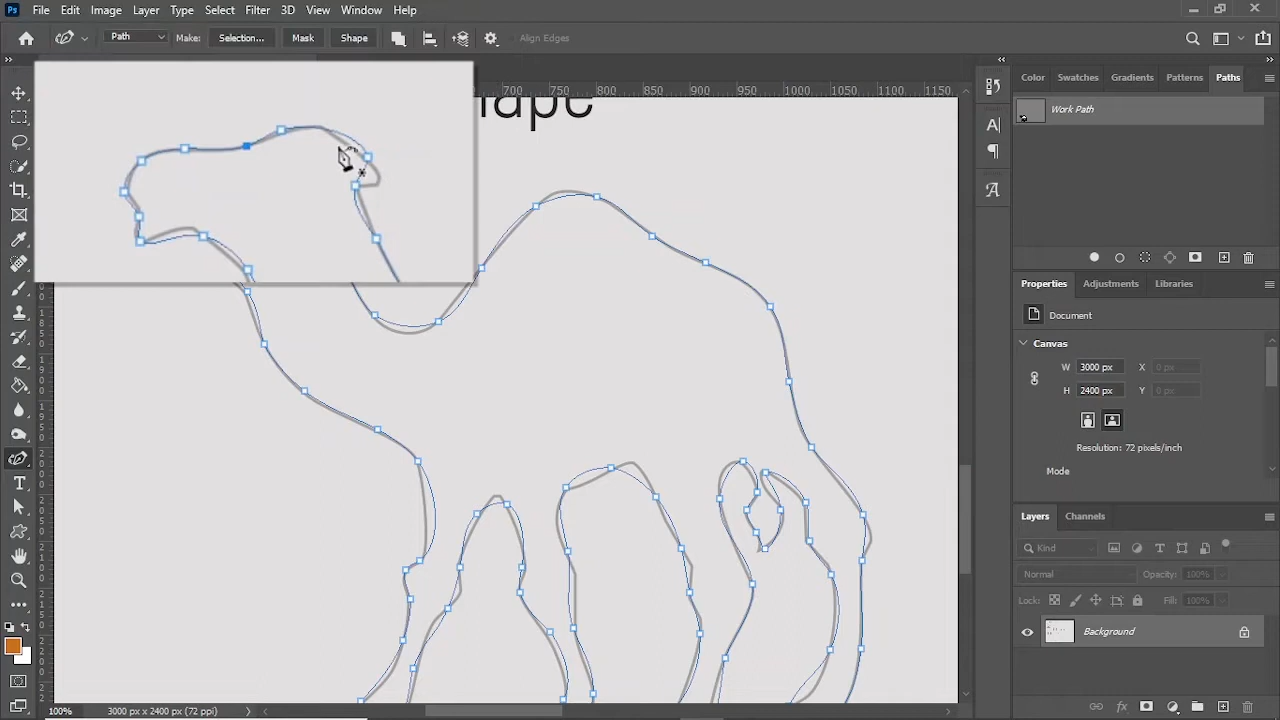 Ps File Edit Image Layer Type Select Filter 3D View Window Help
Path Make: Selection... Mask Shape Align Edges
700 750 800 850 900 950 1000 1050 1100 1150
Shape
Color Swatches Gradients Patterns Paths
Work Path
Properties Adjustments Libraries
Document
Canvas
W 3000 px X 0 px
H 2400 px Y 0 px
Resolution: 72 pixels/inch
Mode
Layers Channels
Kind
Normal Opacity: 100%
Lock: Fill: 100%
Background
100% 3000 px x 2400 px (72 ppi)